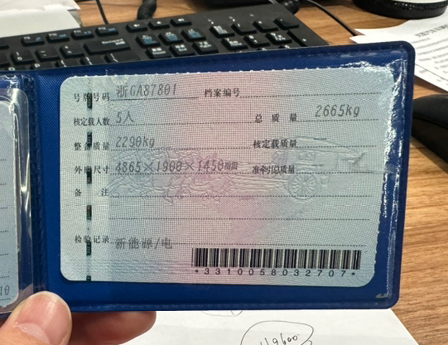 号牌号码 浙GA87801 档案编号
核定载人数 5人 总质量 2665kg
整备质量 2290kg 核定载质量
外廓尺寸 4865×1900×1450mm 准牵引总质量
备注
检验记录 新能源/电
*3310058032707*